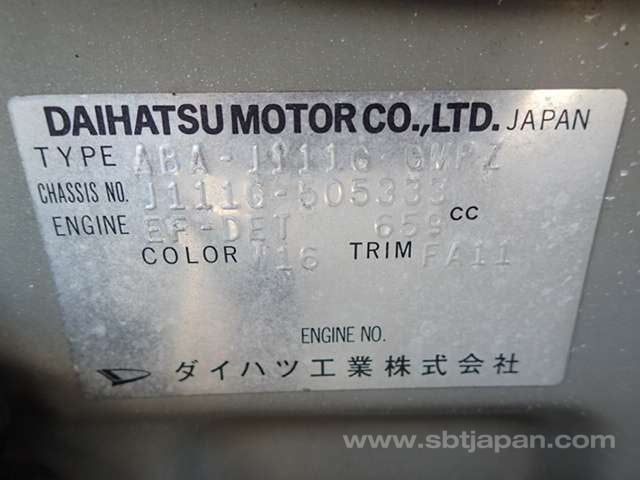 DAIHATSU MOTOR CO.,LTD. JAPAN
TYPE ABA-J111G GMPZ
CHASSIS NO. J111G-505333
ENGINE EF-DET 659 CC
COLOR T16 TRIM FA11
ENGINE NO.
ダイハツ工業株式会社
www.sbtjapan.com